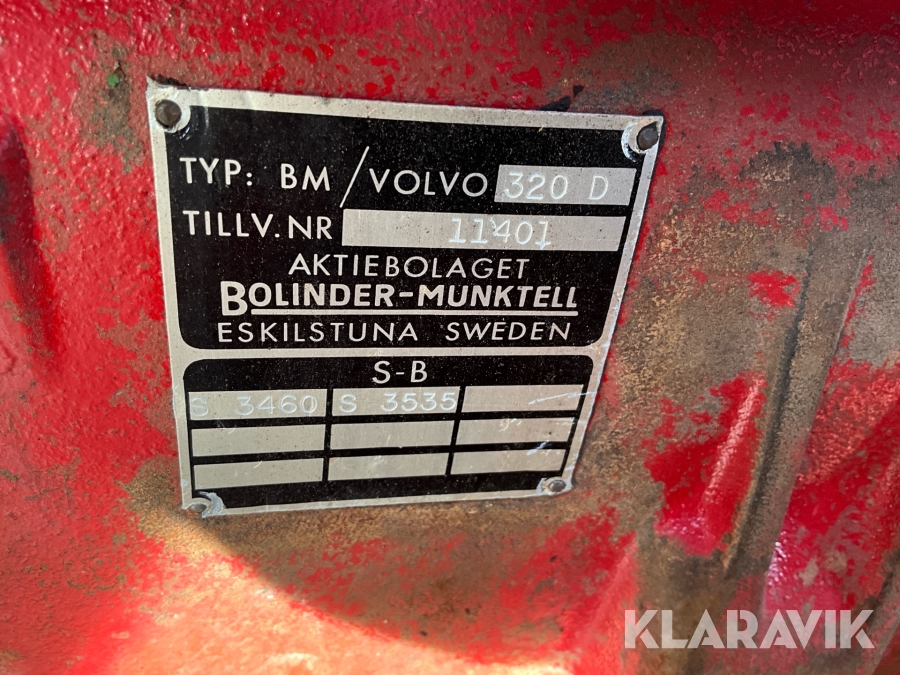 TYP: BM/VOLVO 320 D
TILLV.NR 11401
AKTIEBOLAGET
BOLINDER-MUNKTELL
ESKILSTUNA SWEDEN
S-B
S 3460 S 3535
KLARAVIK